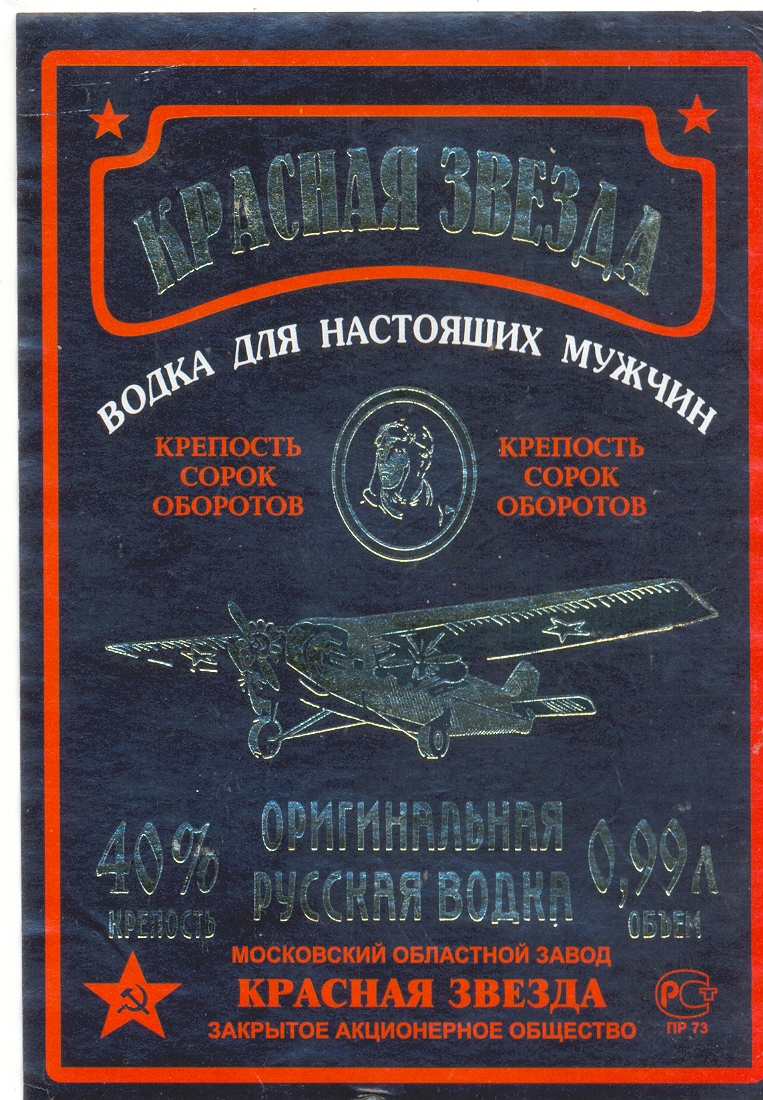 КРАСНАЯ ЗВЕЗДА
ВОДКА ДЛЯ НАСТОЯШИХ МУЖЧИН
КРЕПОСТЬ
СОРОК
ОБОРОТОВ
КРЕПОСТЬ
СОРОК
ОБОРОТОВ
ОРИГИНАЛЬНАЯ
РУССКАЯ ВОДКА
40%
КРЕПОСТЬ
0,99л
ОБЪЕМ
МОСКОВСКИЙ ОБЛАСТНОЙ ЗАВОД
КРАСНАЯ ЗВЕЗДА
ЗАКРЫТОЕ АКЦИОНЕРНОЕ ОБЩЕСТВО
РСТ
ПР 73